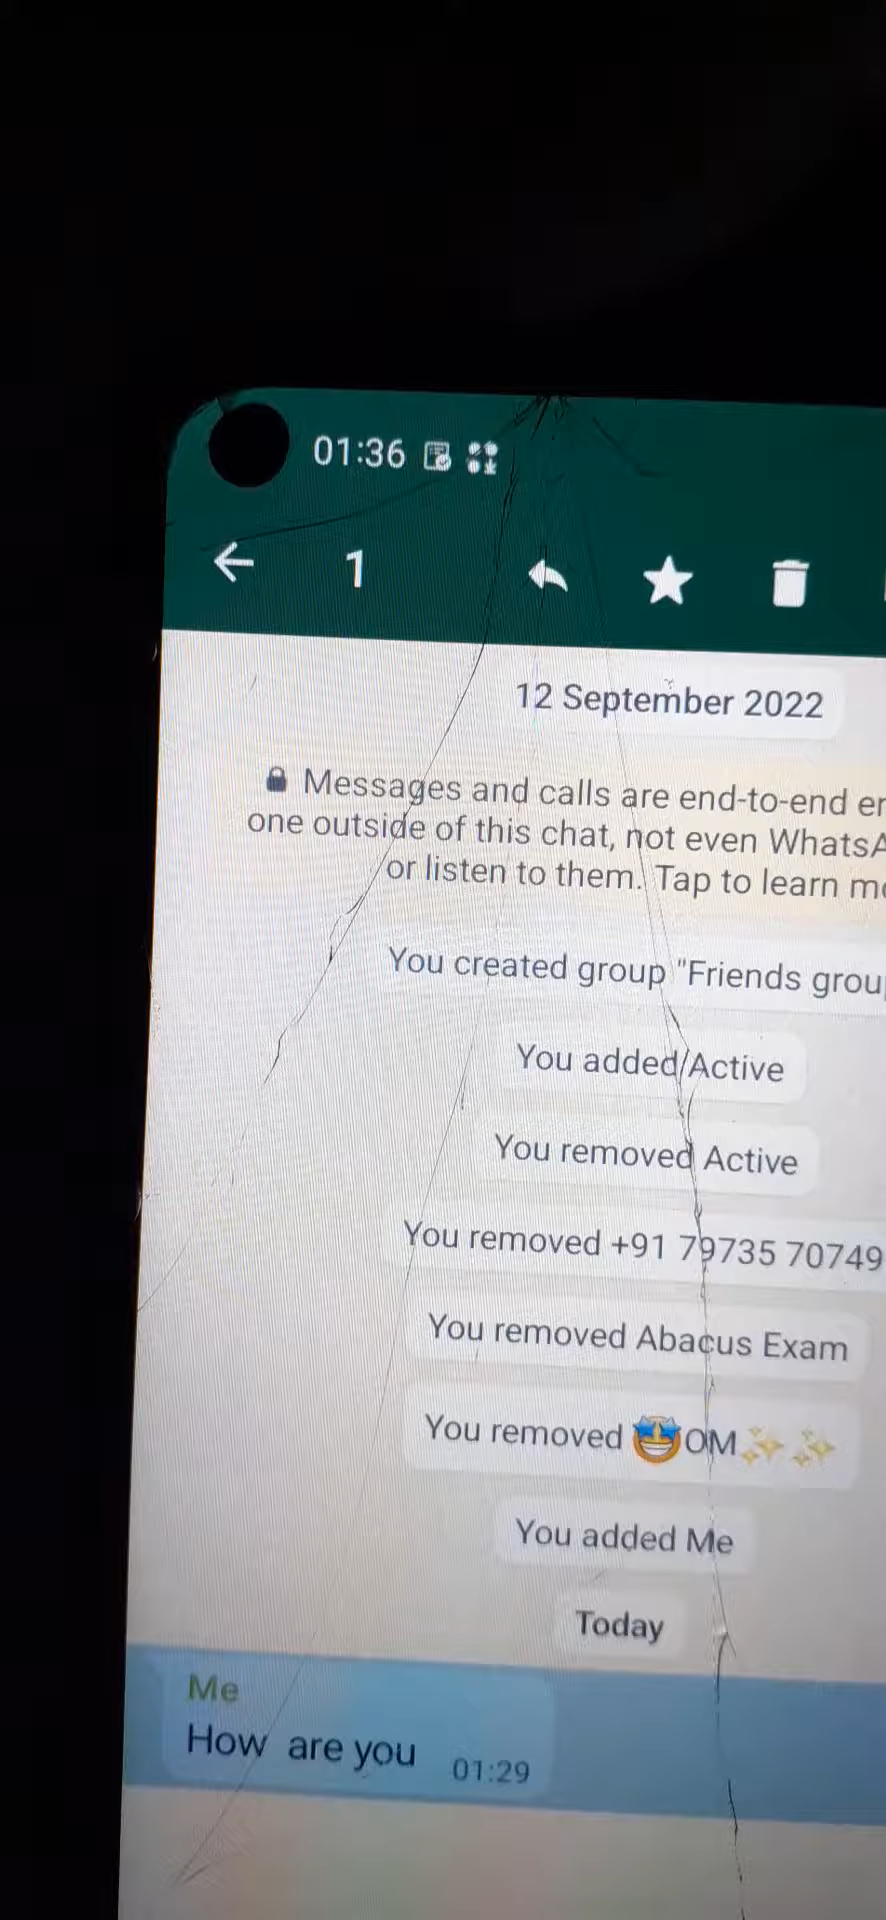 01:36
1
12 September 2022
Messages and calls are end-to-end
one outside of this chat, not even
or listen to them. Tap to learn
You created group "Friends
You added Active
You removed Active
You removed +91 79735 70749
You removed Abacus Exam
You removed 🤩OM✨✨
You added Me
Today
Me
How are you 01:29